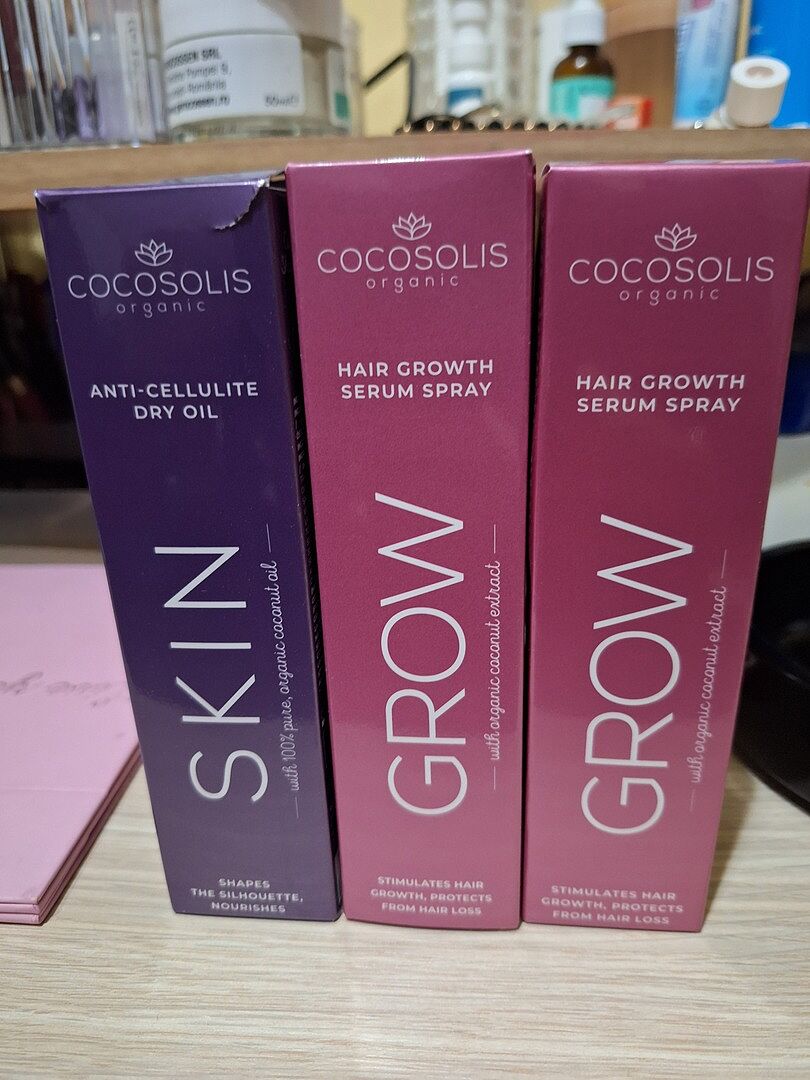 COCOSOLIS
organic
ANTI-CELLULITE
DRY OIL
SKIN
with 100% pure, organic coconut oil
SHAPES
THE SILHOUETTE,
NOURISHES
COCOSOLIS
organic
HAIR GROWTH
SERUM SPRAY
GROW
with organic coconut extract
STIMULATES HAIR
GROWTH, PROTECTS
FROM HAIR LOSS
COCOSOLIS
organic
HAIR GROWTH
SERUM SPRAY
GROW
with organic coconut extract
STIMULATES HAIR
GROWTH, PROTECTS
FROM HAIR LOSS
SRL